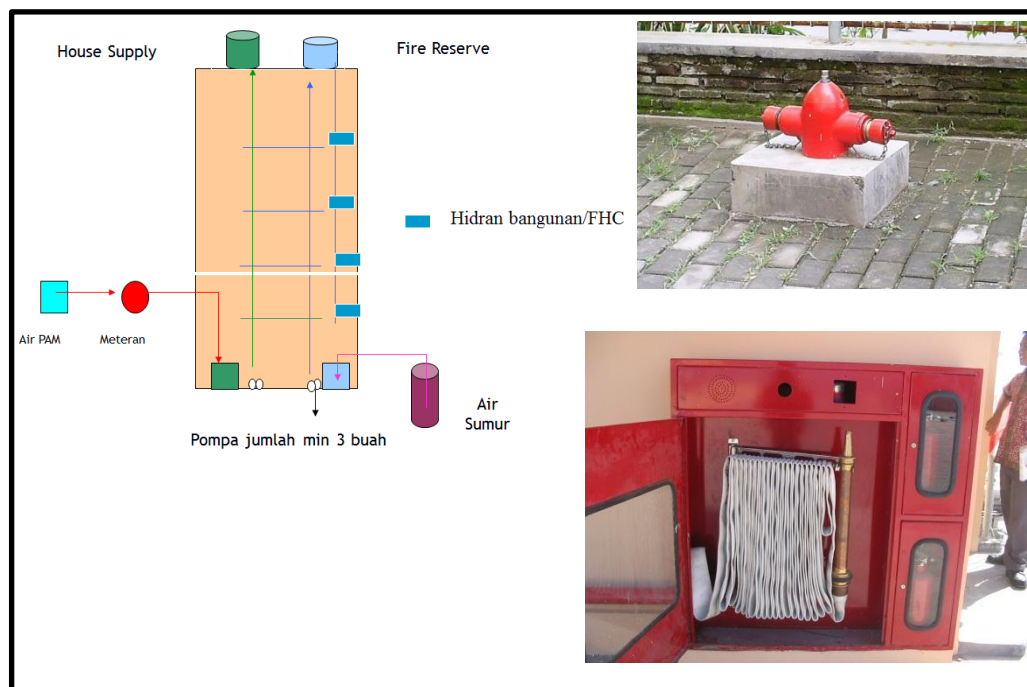 House Supply
Fire Reserve
Hidran bangunan/FHC
Air PAM
Meteran
Air
Sumur
Pompa jumlah min 3 buah